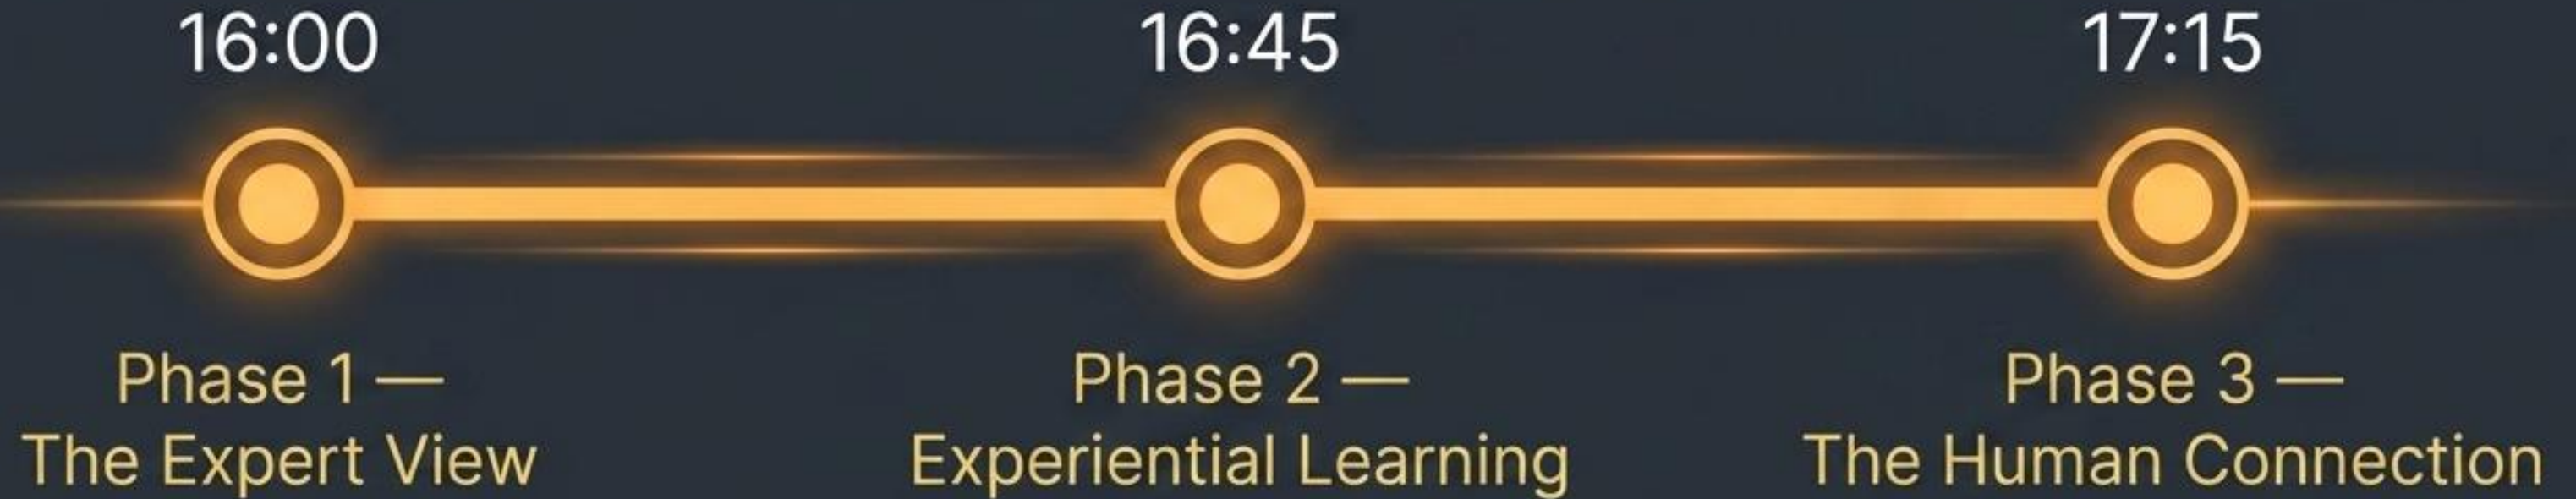 16:00
16:45
17:15
Phase 1 —
The Expert View
Phase 2 —
Experiential Learning
Phase 3 —
The Human Connection